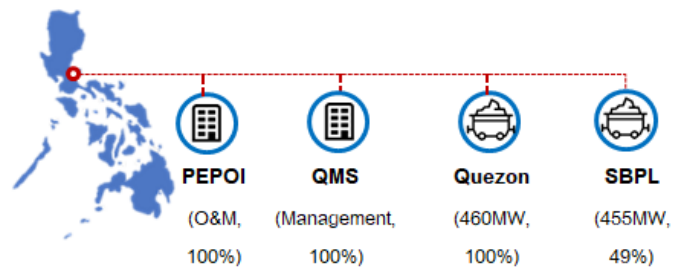 PEPOI QMS Quezon SBPL
(O&M, (Management, (460MW, (455MW,
100%) 100%) 100%) 49%)